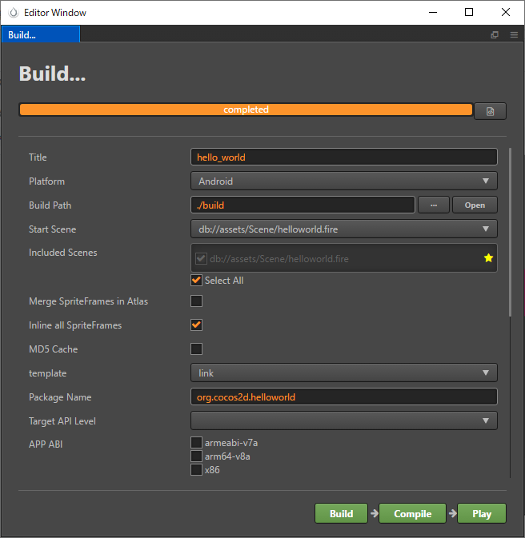 Editor Window
Build...
Build...
completed
Title hello_world
Platform Android
Build Path ./build ... Open
Start Scene db://assets/Scene/helloworld.fire
Included Scenes db://assets/Scene/helloworld.fire
Select All
Merge SpriteFrames in Atlas
Inline all SpriteFrames
MD5 Cache
template link
Package Name org.cocos2d.helloworld
Target API Level
APP ABI armeabi-v7a
arm64-v8a
x86
Build Compile Play